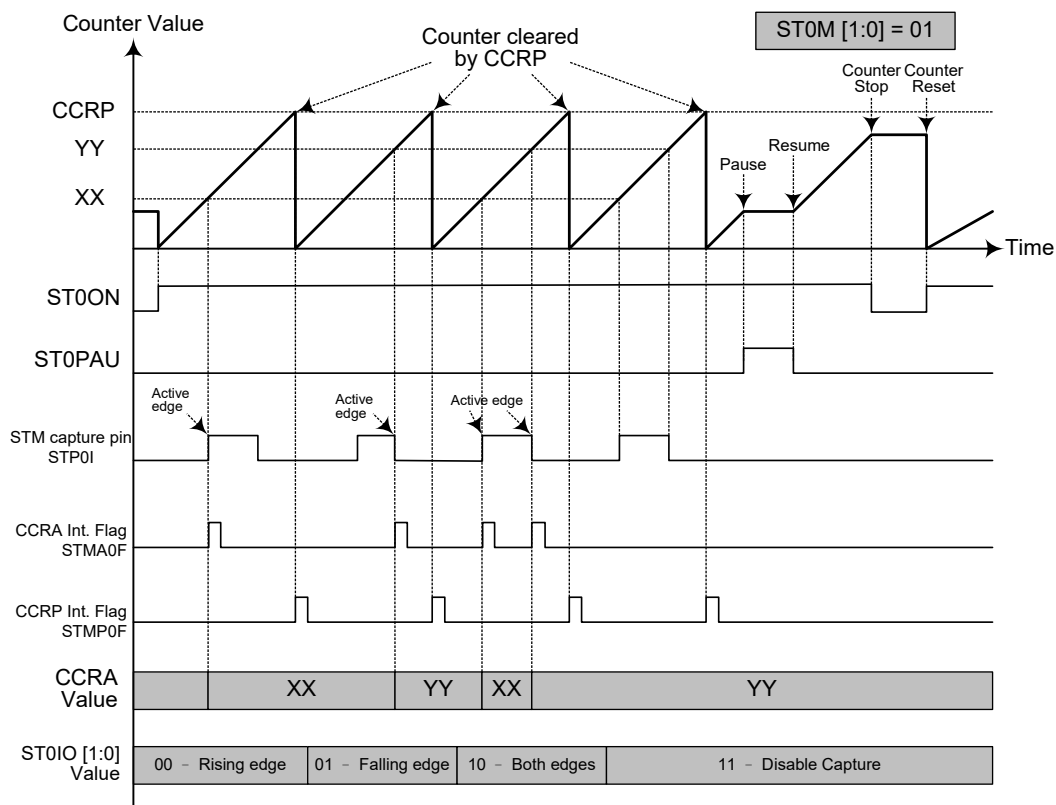 Counter Value
ST0M [1:0] = 01
Counter cleared
by CCRP
Counter Stop
Counter Reset
CCRP
YY
XX
Pause
Resume
Time
ST0ON
ST0PAU
Active edge
Active edge
Active edge
STM capture pin
STP0I
CCRA Int. Flag
STMA0F
CCRP Int. Flag
STMP0F
CCRA
Value
XX
YY
XX
YY
ST0IO [1:0]
Value
00 - Rising edge
01 - Falling edge
10 - Both edges
11 - Disable Capture